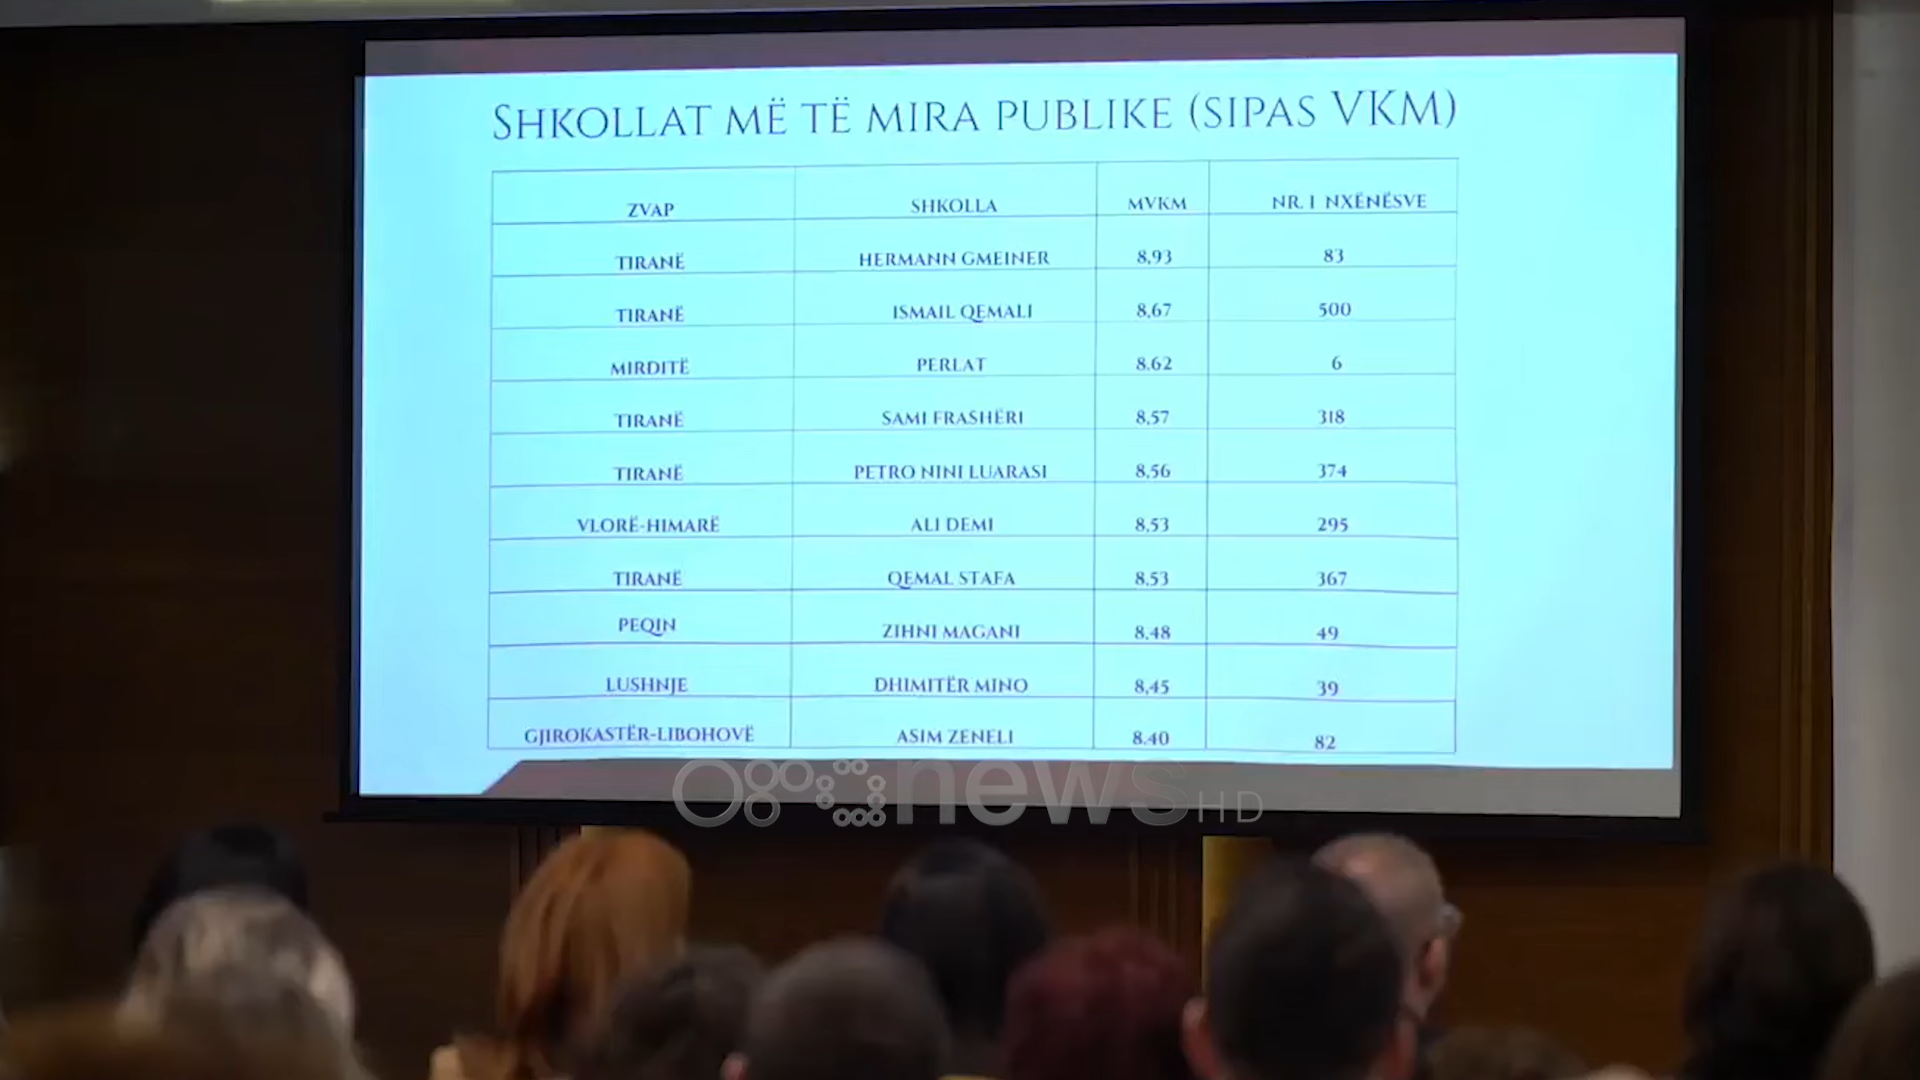 SHKOLLAT MË TË MIRA PUBLIKE (SIPAS VKM)
ZVAP SHKOLLA MVKM NR. I NXËNËSVE
TIRANË HERMANN GMEINER 8,93 83
TIRANË ISMAIL QEMALI 8,67 500
MIRDITË PERLAT 8.62 6
TIRANË SAMI FRASHËRI 8,57 318
TIRANË PETRO NINI LUARASI 8,56 374
VLORË-HIMARË ALI DEMI 8,53 295
TIRANË QEMAL STAFA 8,53 367
PEQIN ZIHNI MAGANI 8,48 49
LUSHNJE DHIMITËR MINO 8,45 39
GJIROKASTËR-LIBOHOVË ASIM ZENELI 8.40 82
news HD